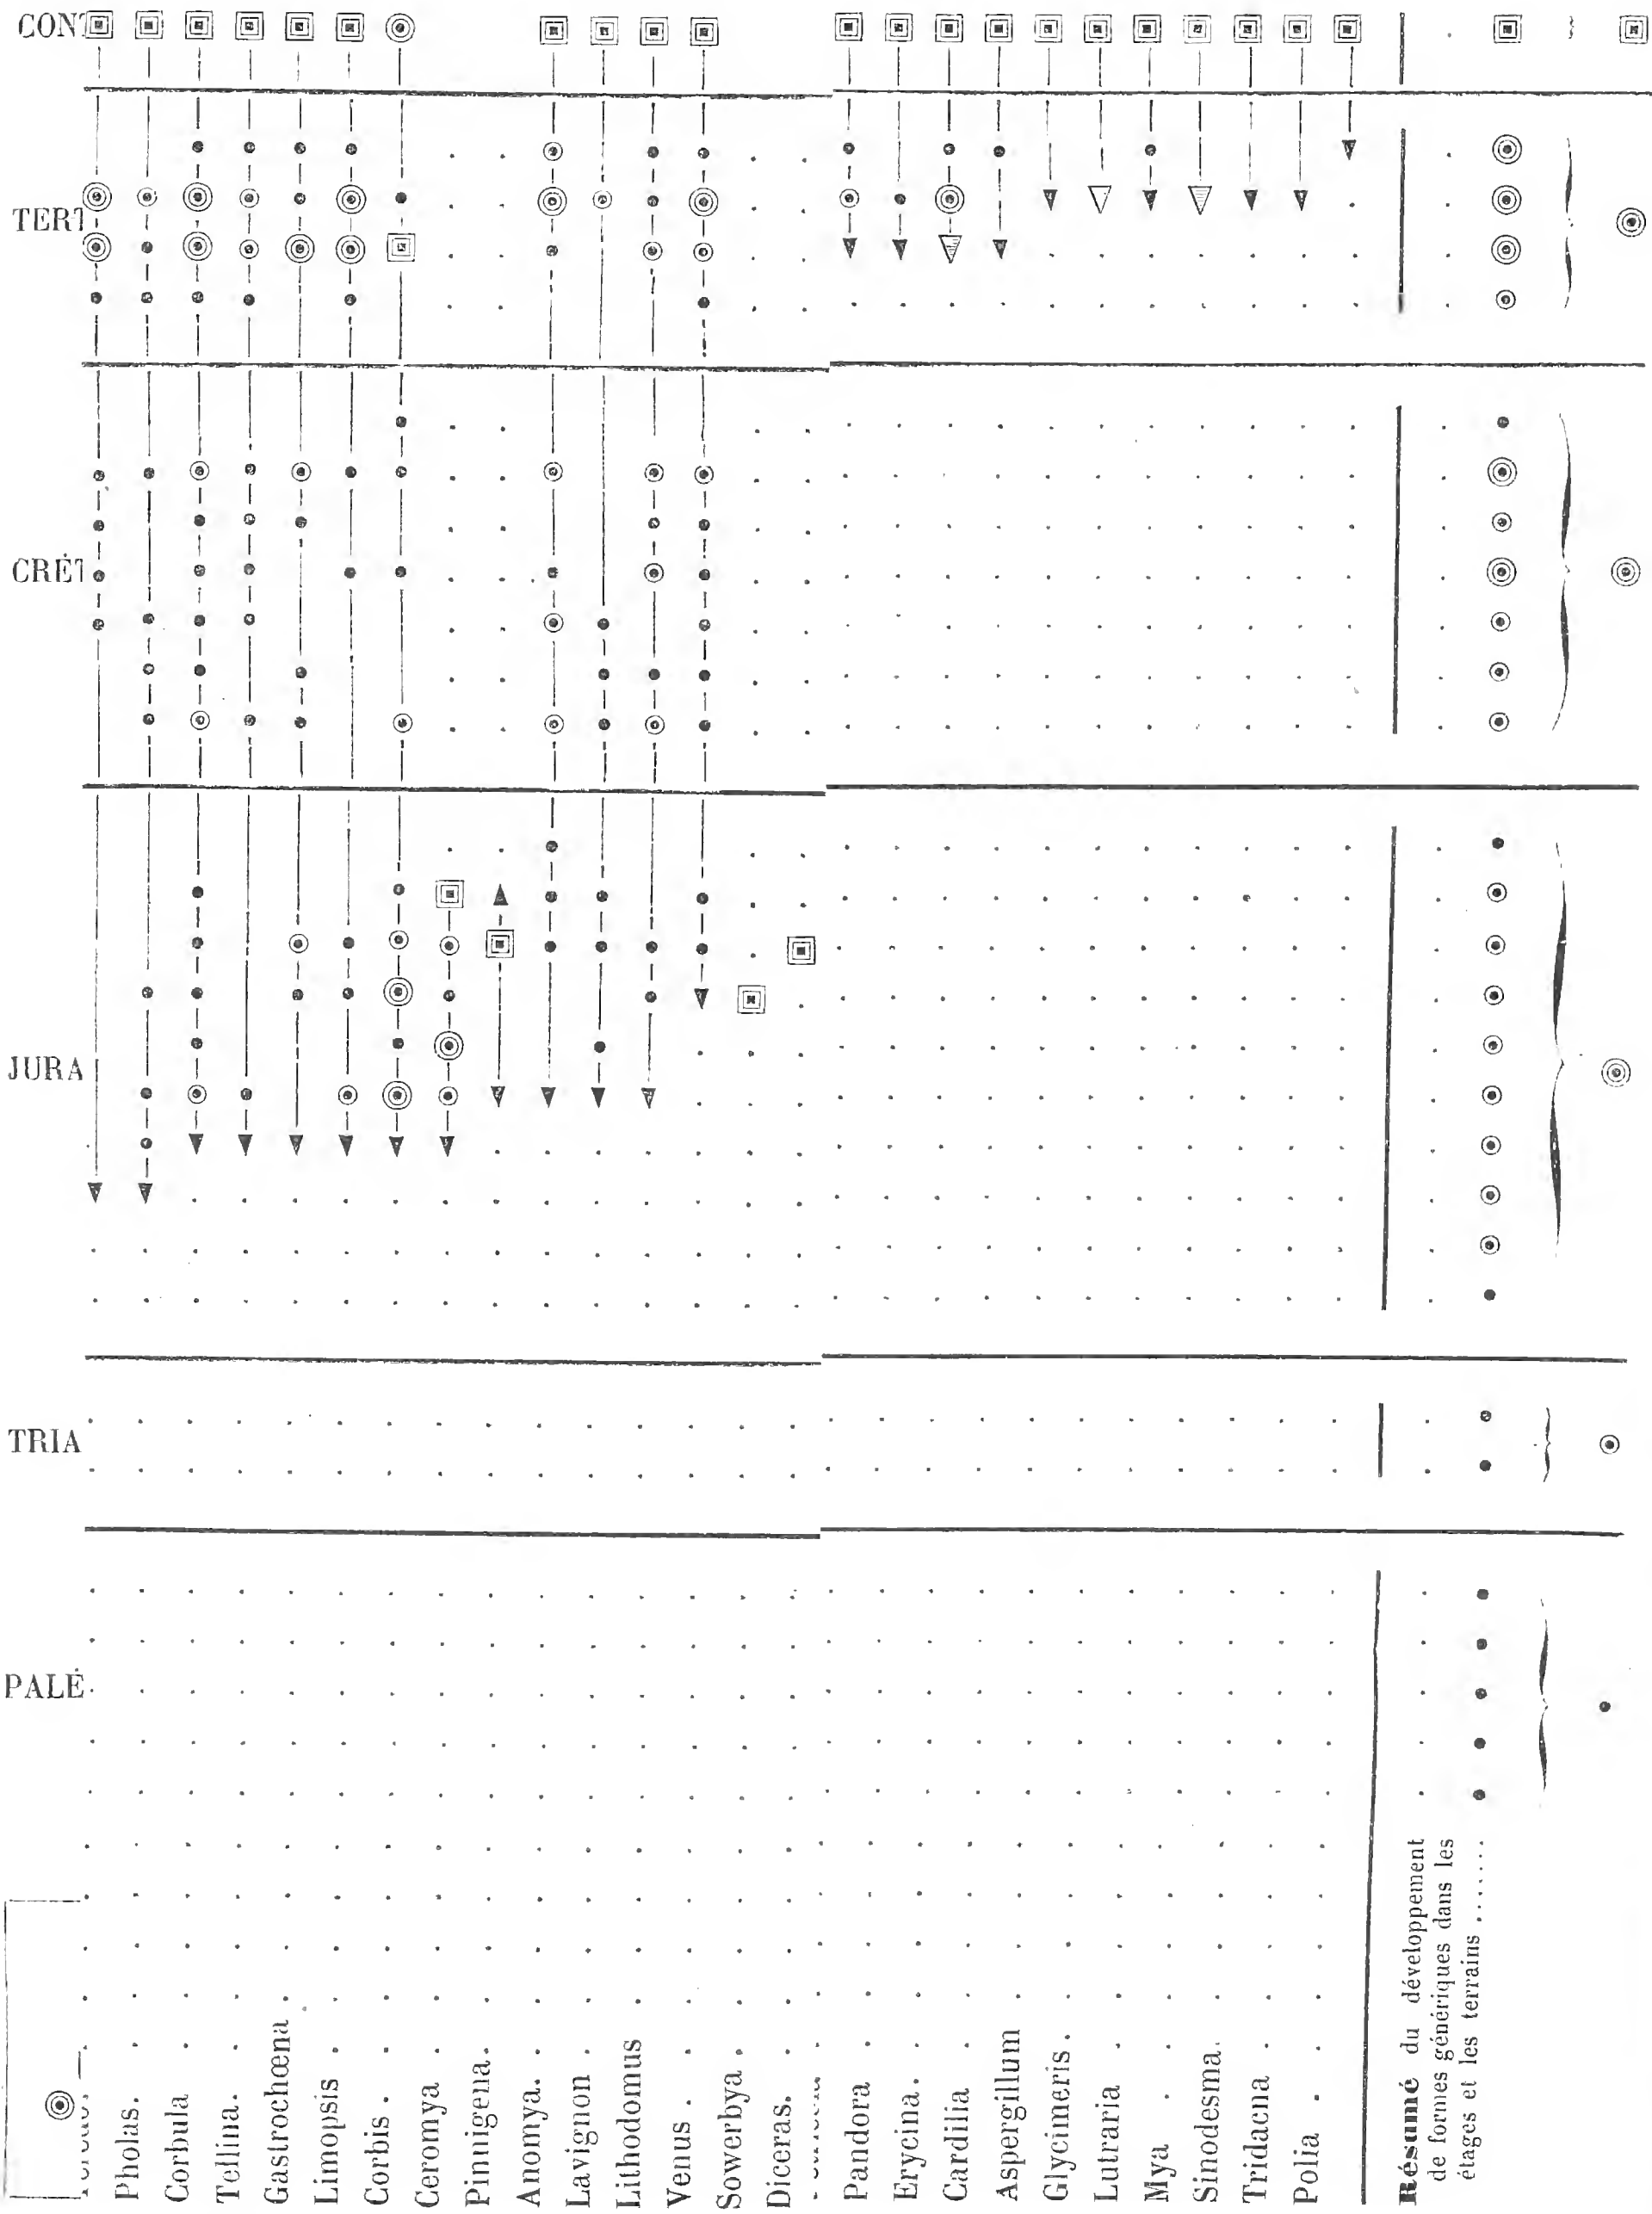 CONT
TERT
CRÉT
JURA
TRIA
PALÉ
Pholas.
Corbula
Tellina.
Gastrochœna
Limopsis
Corbis.
Ceromya
Pinnigena.
Anomya.
Lavignon
Lithodomus
Venus.
Sowerbya
Diceras.
Pandora
Erycina.
Cardilia
Aspergillum
Glycimeris.
Lutraria
Mya
Sinodesma
Tridacna
Polia
Résumé du développement
de formes génériques dans les
étages et les terrains .......